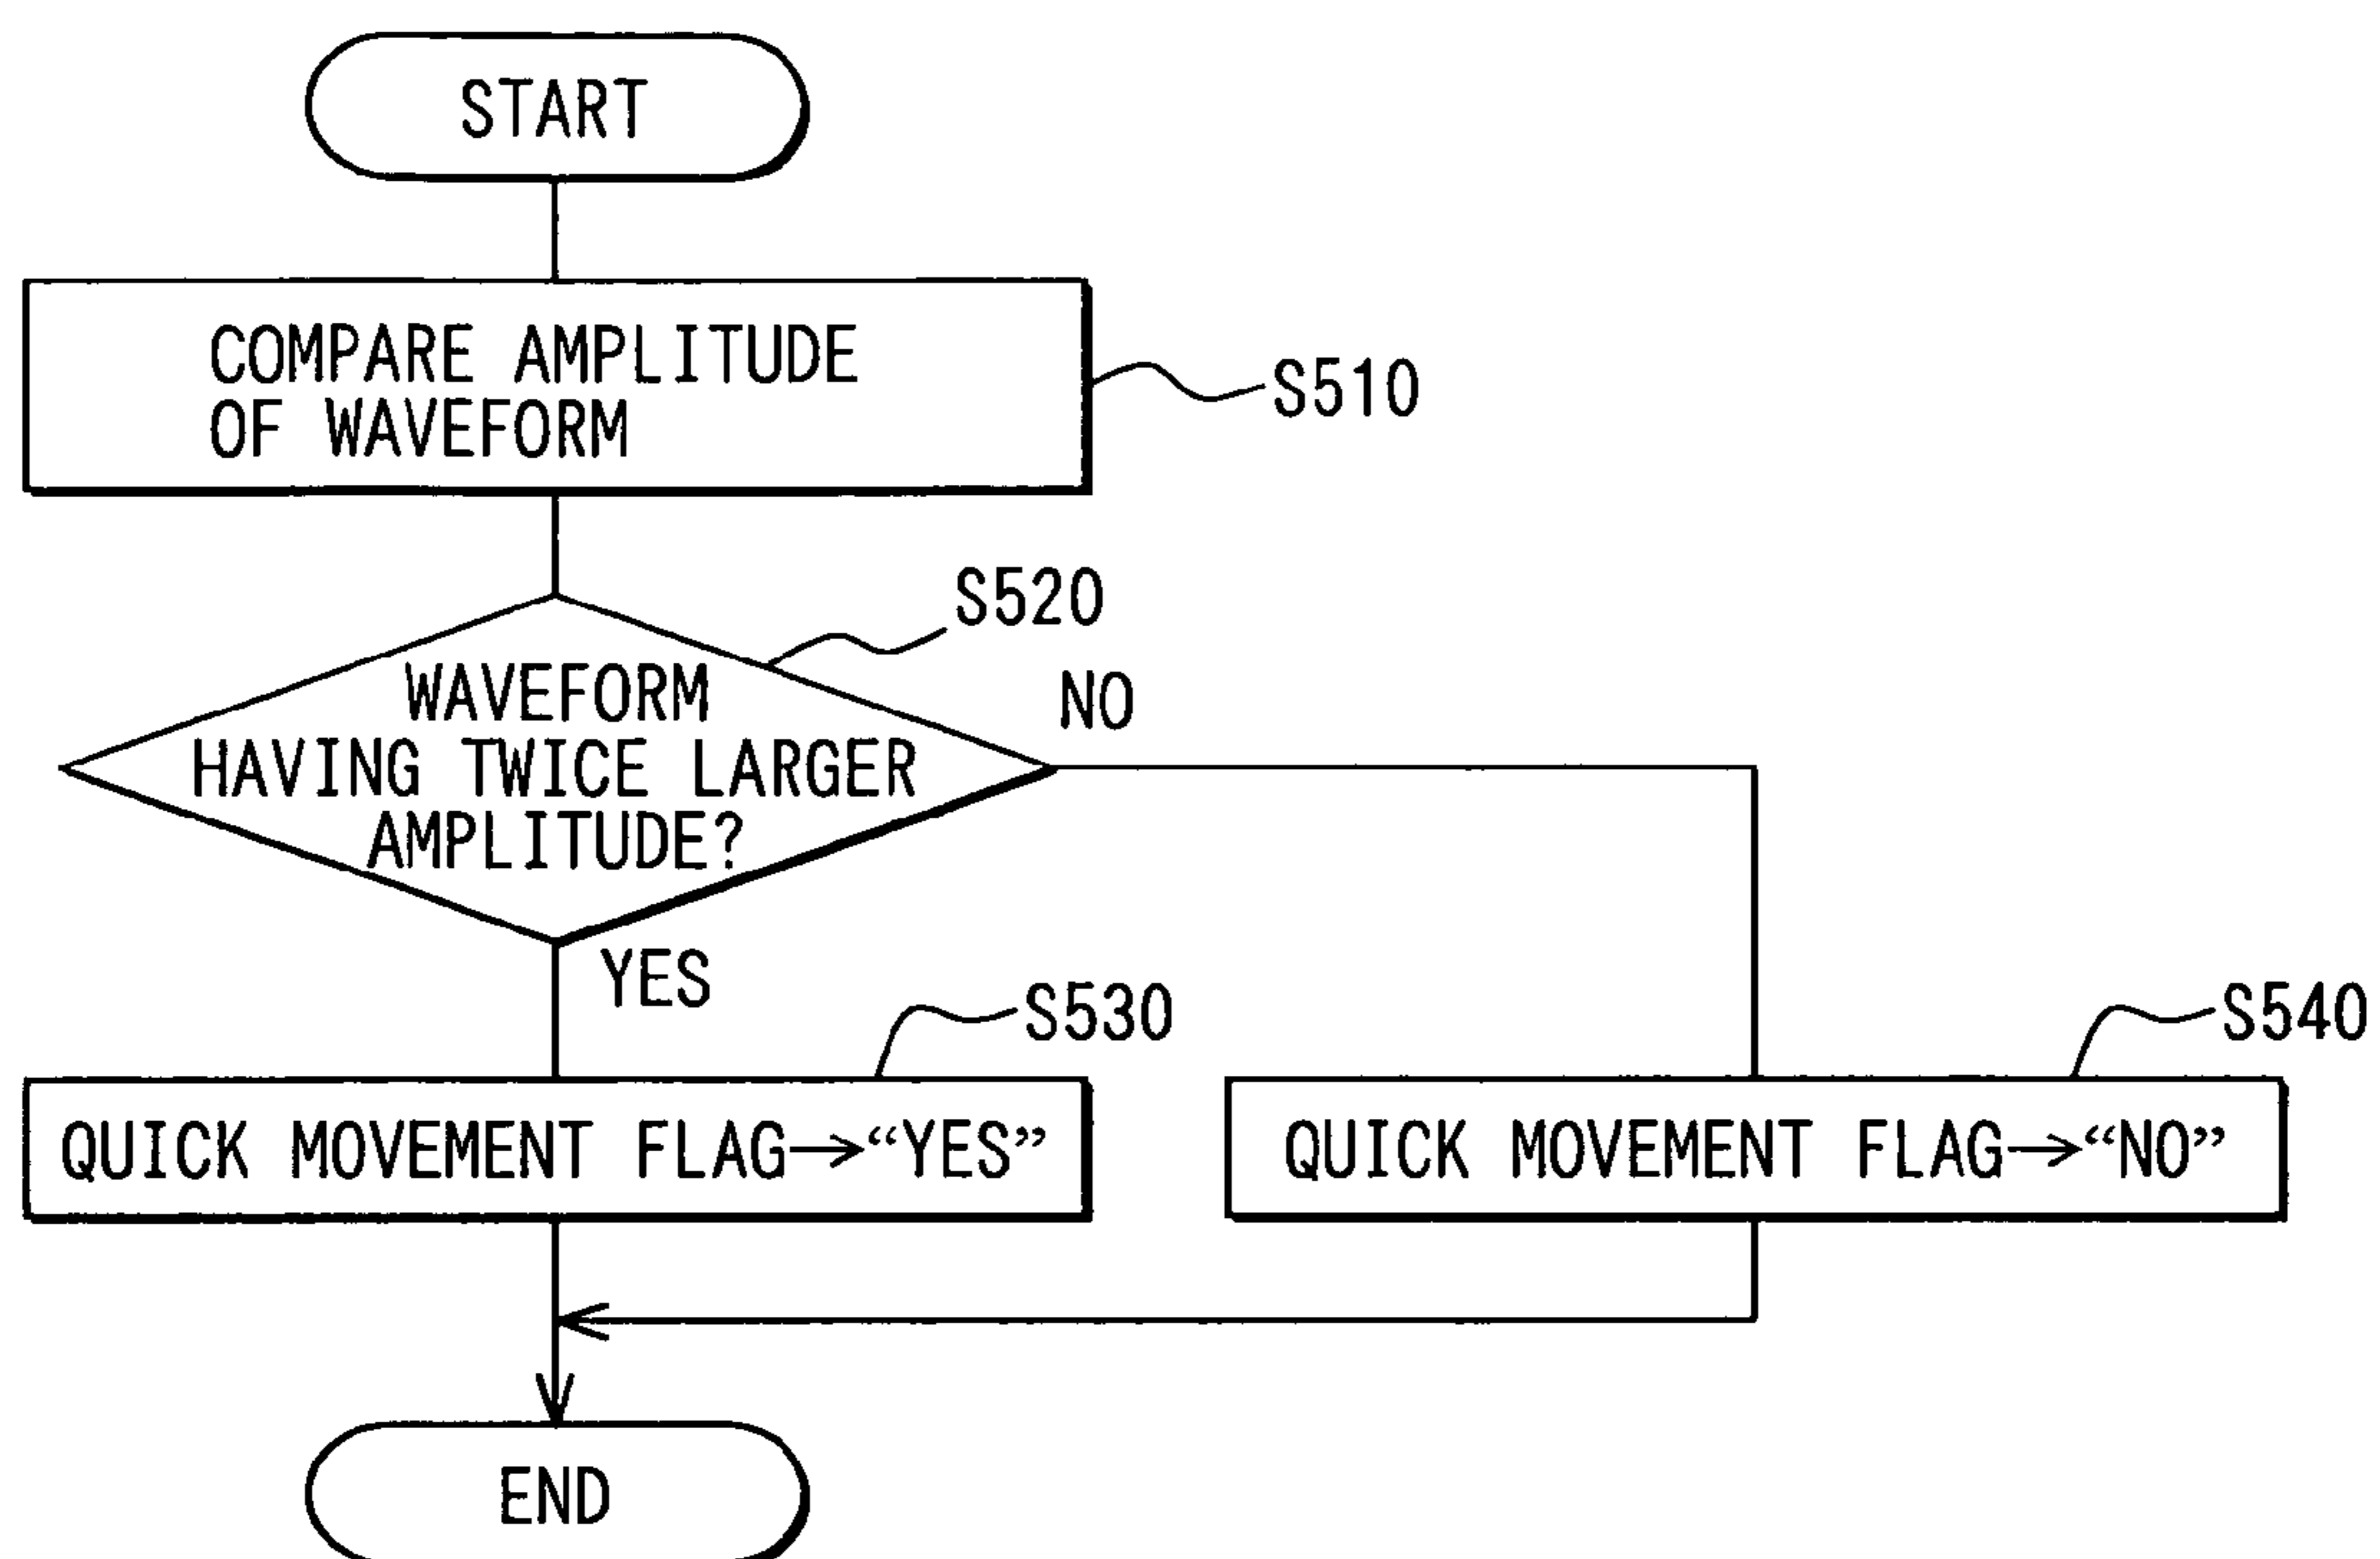 START
COMPARE AMPLITUDE
OF WAVEFORM
S510
S520
WAVEFORM
HAVING TWICE LARGER
AMPLITUDE?
NO
YES
S530
S540
QUICK MOVEMENT FLAG→“YES”
QUICK MOVEMENT FLAG→“NO”
END